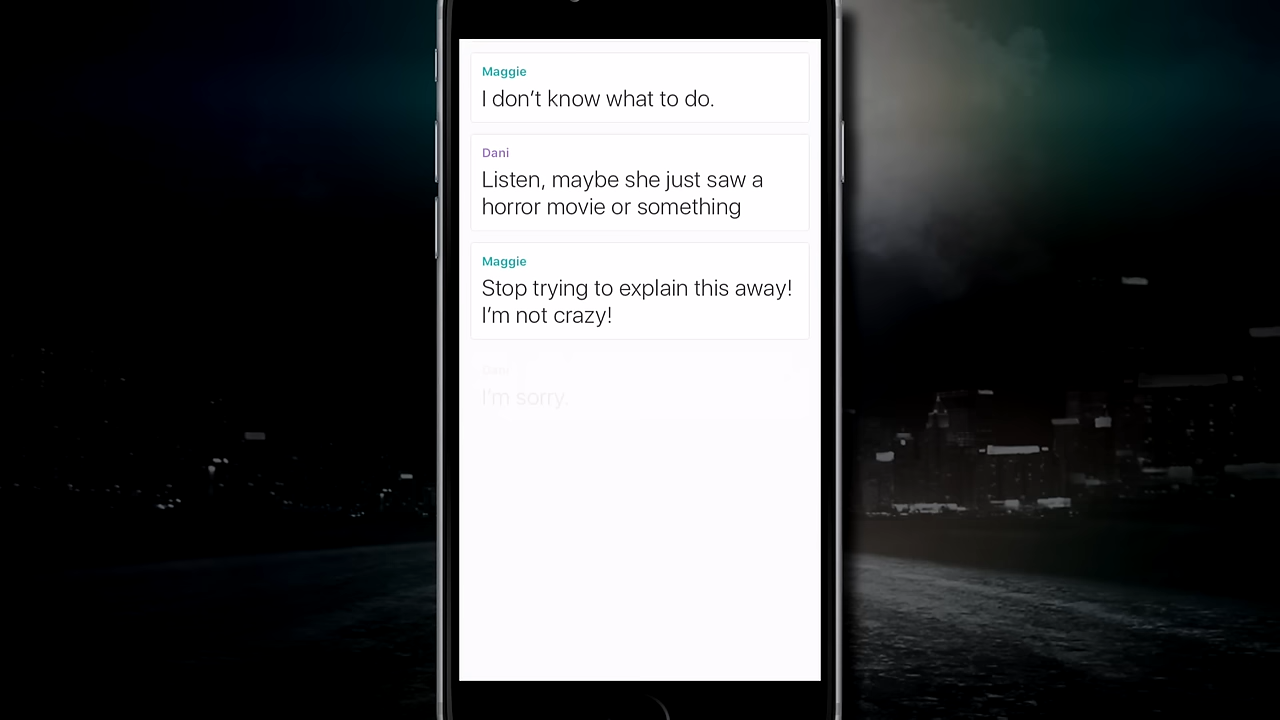 Maggie
I don’t know what to do.
Dani
Listen, maybe she just saw a
horror movie or something
Maggie
Stop trying to explain this away!
I’m not crazy!
Dani
I’m sorry.